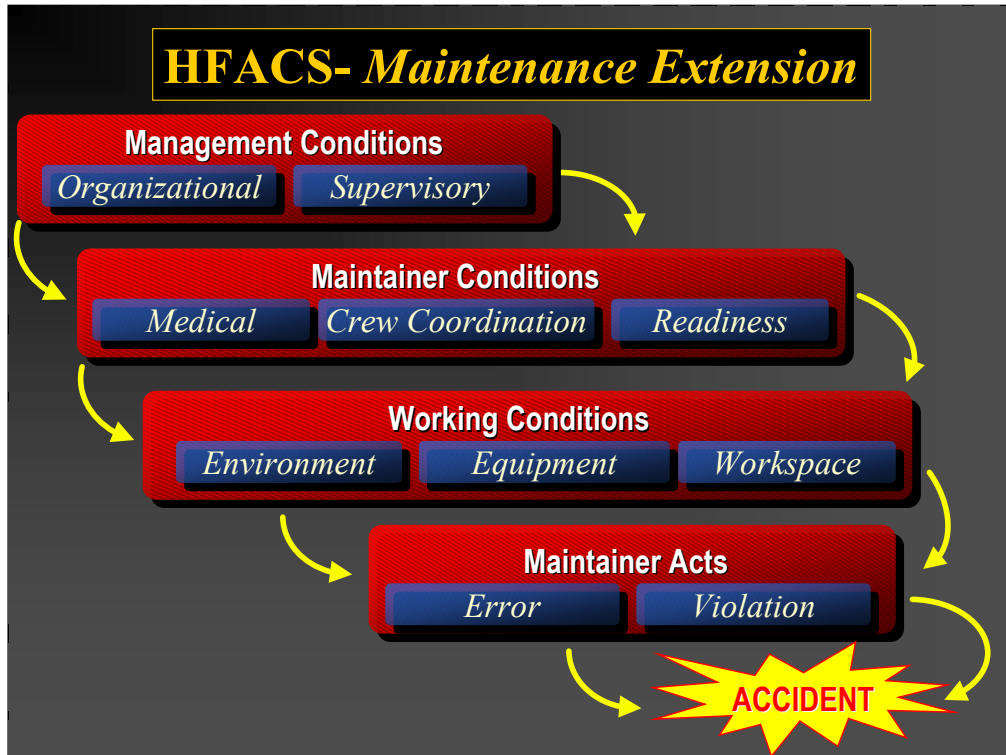 HFACS- Maintenance Extension
Management Conditions
Organizational Supervisory
Maintainer Conditions
Medical Crew Coordination Readiness
Working Conditions
Environment Equipment Workspace
Maintainer Acts
Error Violation
ACCIDENT